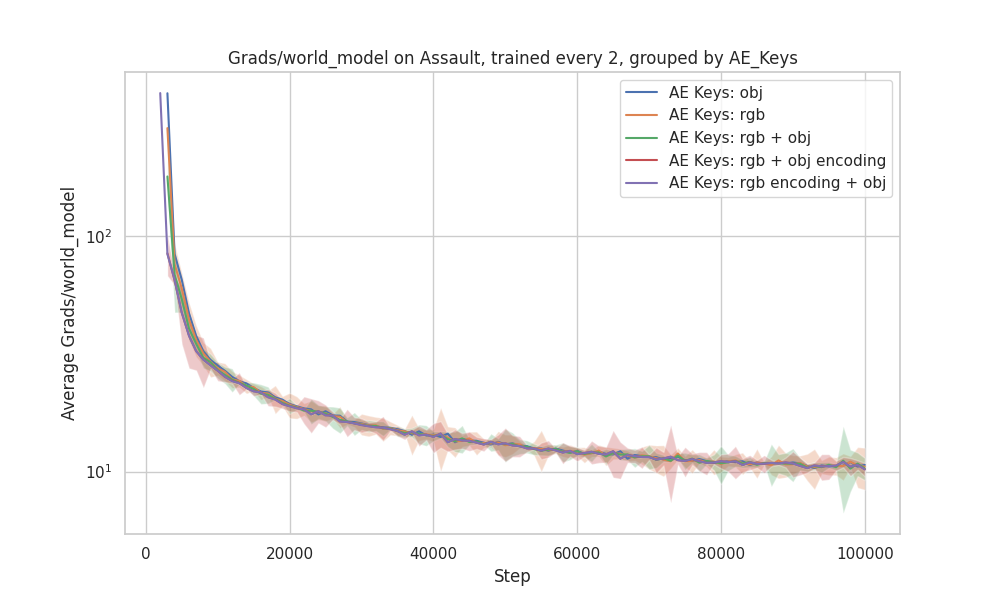 Grads/world_model on Assault, trained every 2, grouped by AE_Keys
AE Keys: obj
AE Keys: rgb
AE Keys: rgb + obj
AE Keys: rgb + obj encoding
AE Keys: rgb encoding + obj
Average Grads/world_model
10²
10¹
0
20000
40000
60000
80000
100000
Step